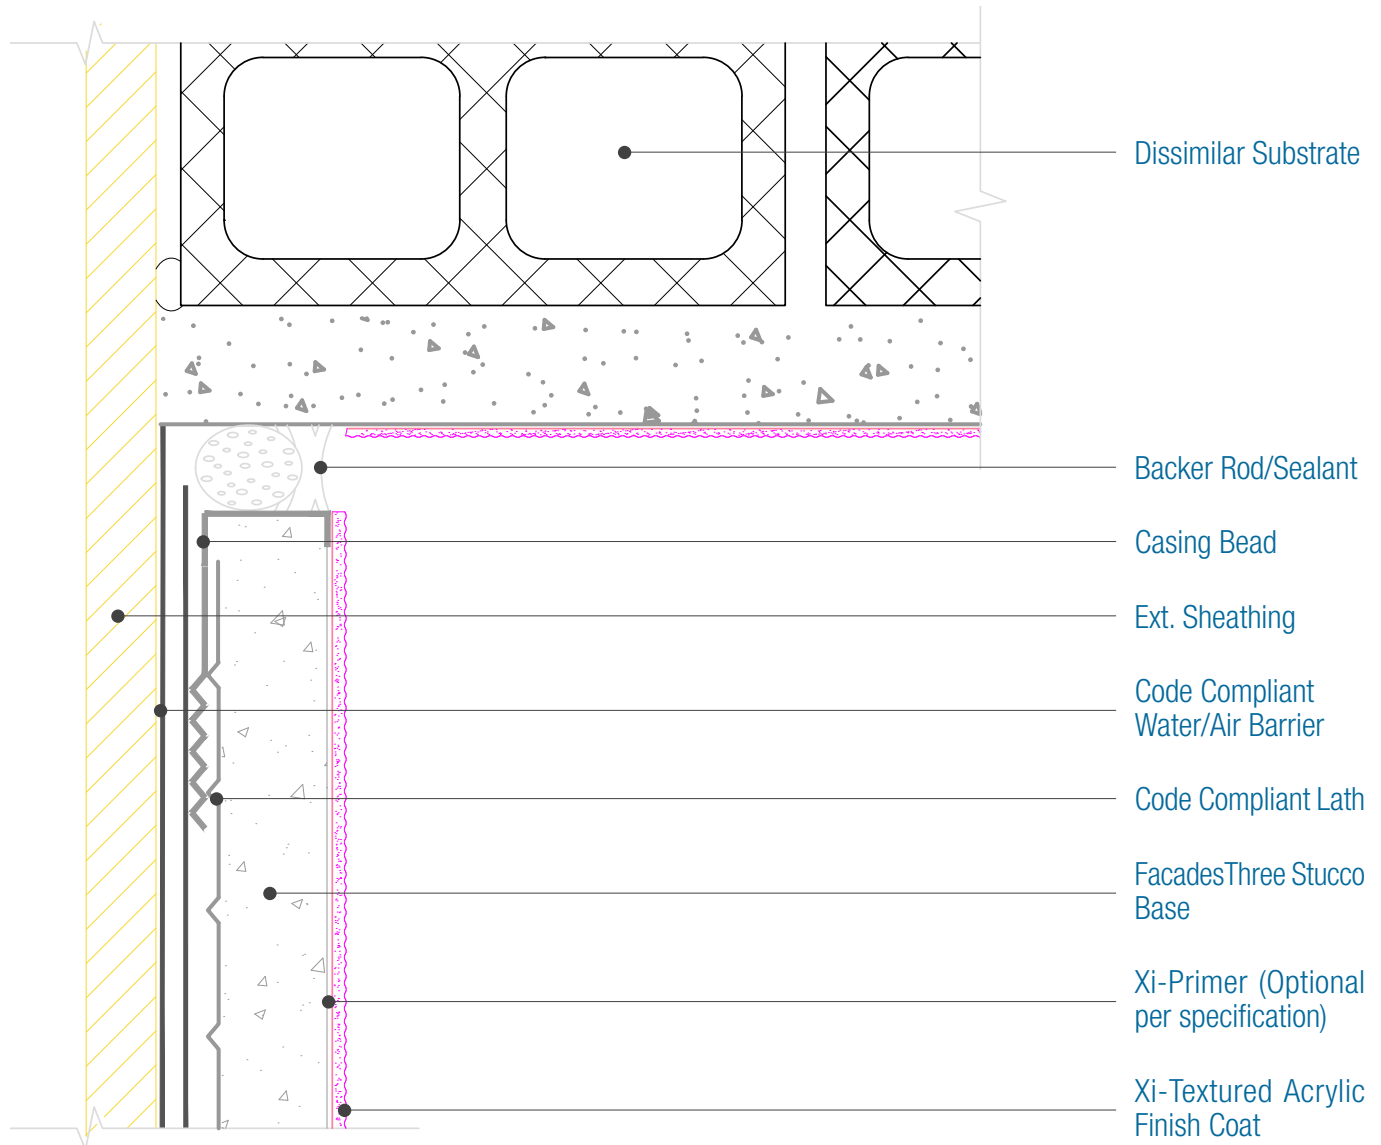 Dissimilar Substrate
Backer Rod/Sealant
Casing Bead
Ext. Sheathing
Code Compliant
Water/Air Barrier
Code Compliant Lath
FacadesThree Stucco
Base
Xi-Primer (Optional
per specification)
Xi-Textured Acrylic
Finish Coat